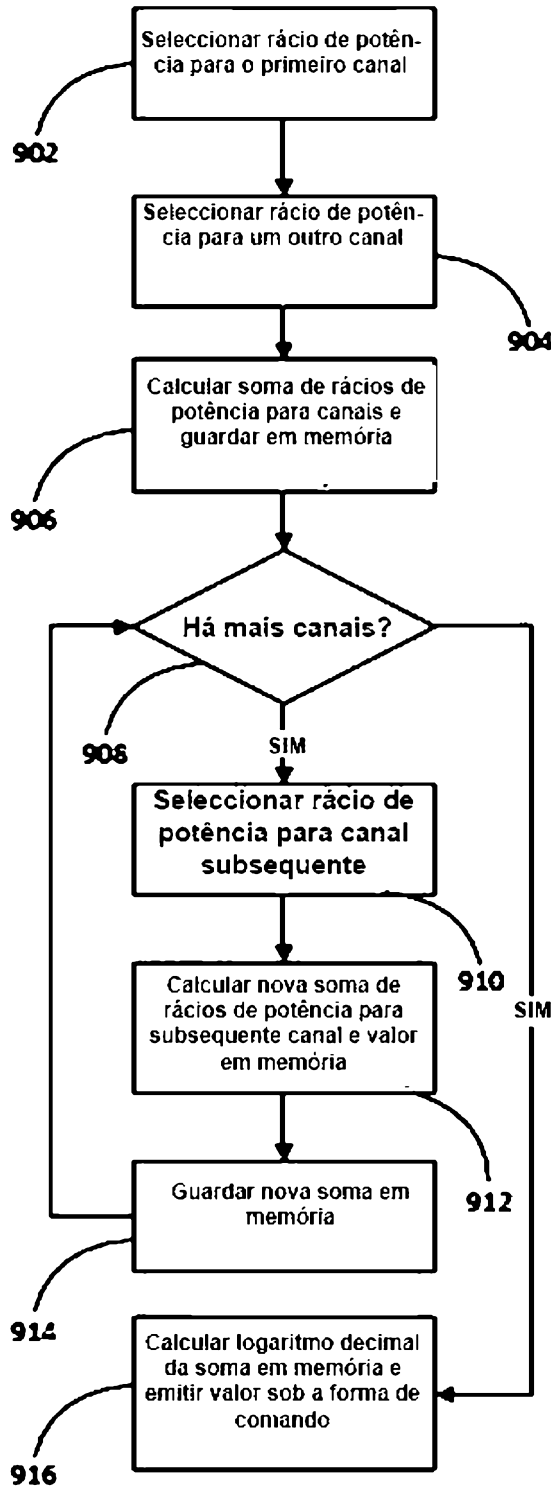 Seleccionar rácio de potên-
cia para o primeiro canal
902
Seleccionar rácio de potên-
cia para um outro canal
904
Calcular soma de rácios de
potência para canais e
guardar em memória
906
Há mais canais?
908
SIM
Seleccionar rácio de
potência para canal
subsequente
910
SIM
Calcular nova soma de
rácios de potência para
subsequente canal e valor
em memória
912
Guardar nova soma em
memória
914
Calcular logaritmo decimal
da soma em memória e
emitir valor sob a forma de
comando
916